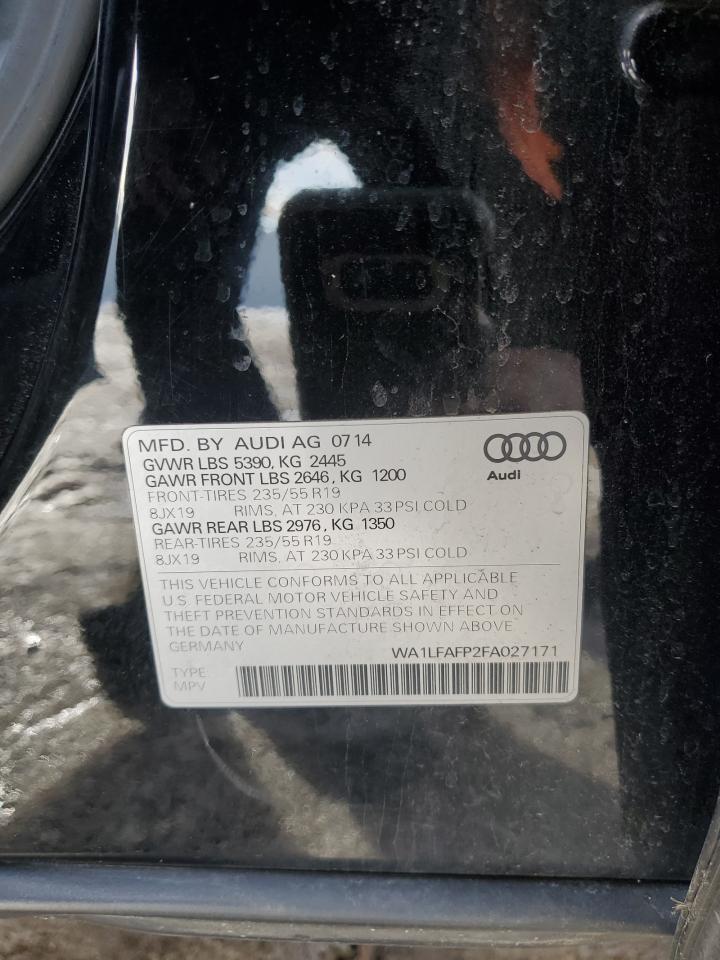 MFD. BY AUDI AG 0714
GVWR LBS 5390, KG 2445
GAWR FRONT LBS 2646, KG 1200
FRONT-TIRES 235/55 R19
8JX19 RIMS, AT 230 KPA 33 PSI COLD
GAWR REAR LBS 2976, KG 1350
REAR-TIRES 235/55 R19
8JX19 RIMS, AT 230 KPA 33 PSI COLD
Audi
THIS VEHICLE CONFORMS TO ALL APPLICABLE
U.S. FEDERAL MOTOR VEHICLE SAFETY AND
THEFT PREVENTION STANDARDS IN EFFECT ON
THE DATE OF MANUFACTURE SHOWN ABOVE.
GERMANY
WA1LFAFP2FA027171
TYPE:
MPV